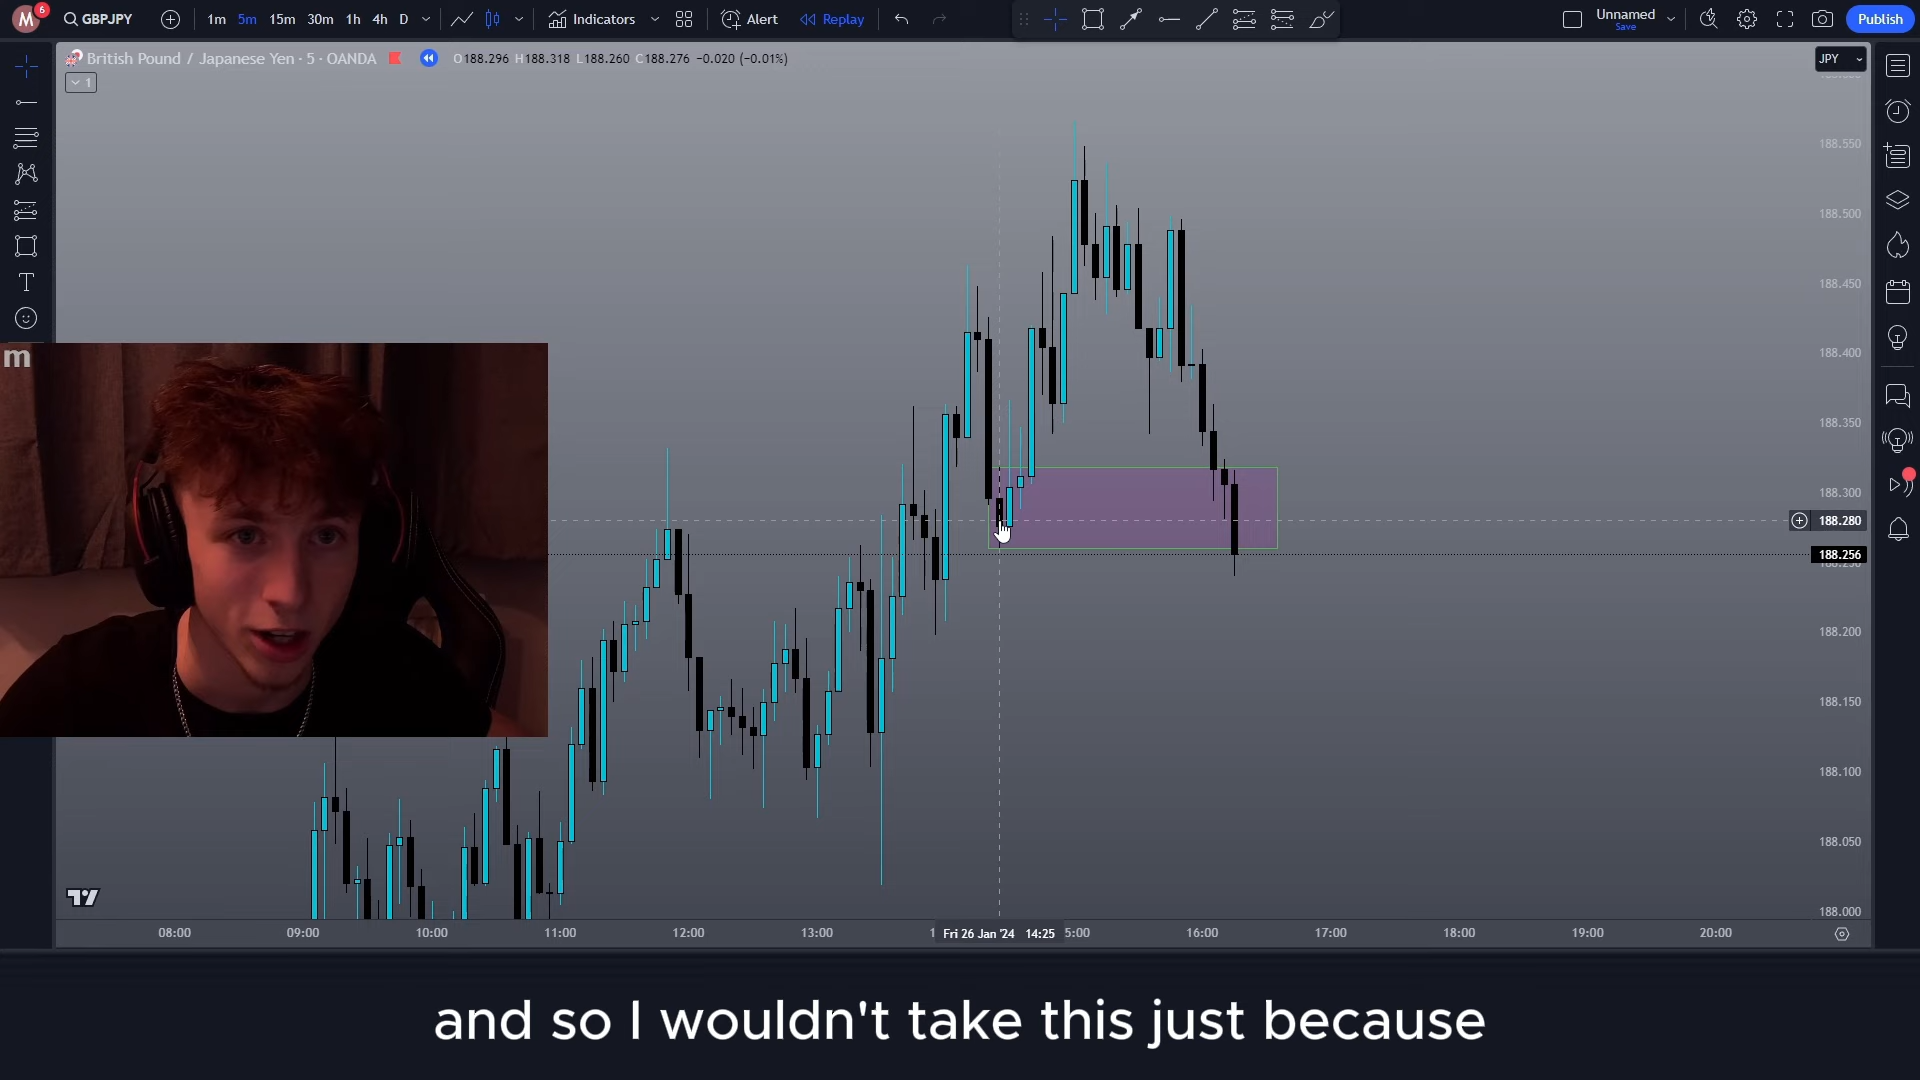 M 6 GBPJPY 1m 5m 15m 30m 1h 4h D Indicators Alert Replay Unnamed Save Publish
British Pound / Japanese Yen · 5 · OANDA O188.296 H188.318 L188.260 C188.276 −0.020 (−0.01%) JPY
1
188.550
188.500
188.450
188.400
188.350
188.300
188.280
188.256
188.200
188.150
188.100
188.050
188.000
m
08:00 09:00 10:00 11:00 12:00 13:00 Fri 26 Jan '24 14:25 5:00 16:00 17:00 18:00 19:00 20:00
and so I wouldn't take this just because